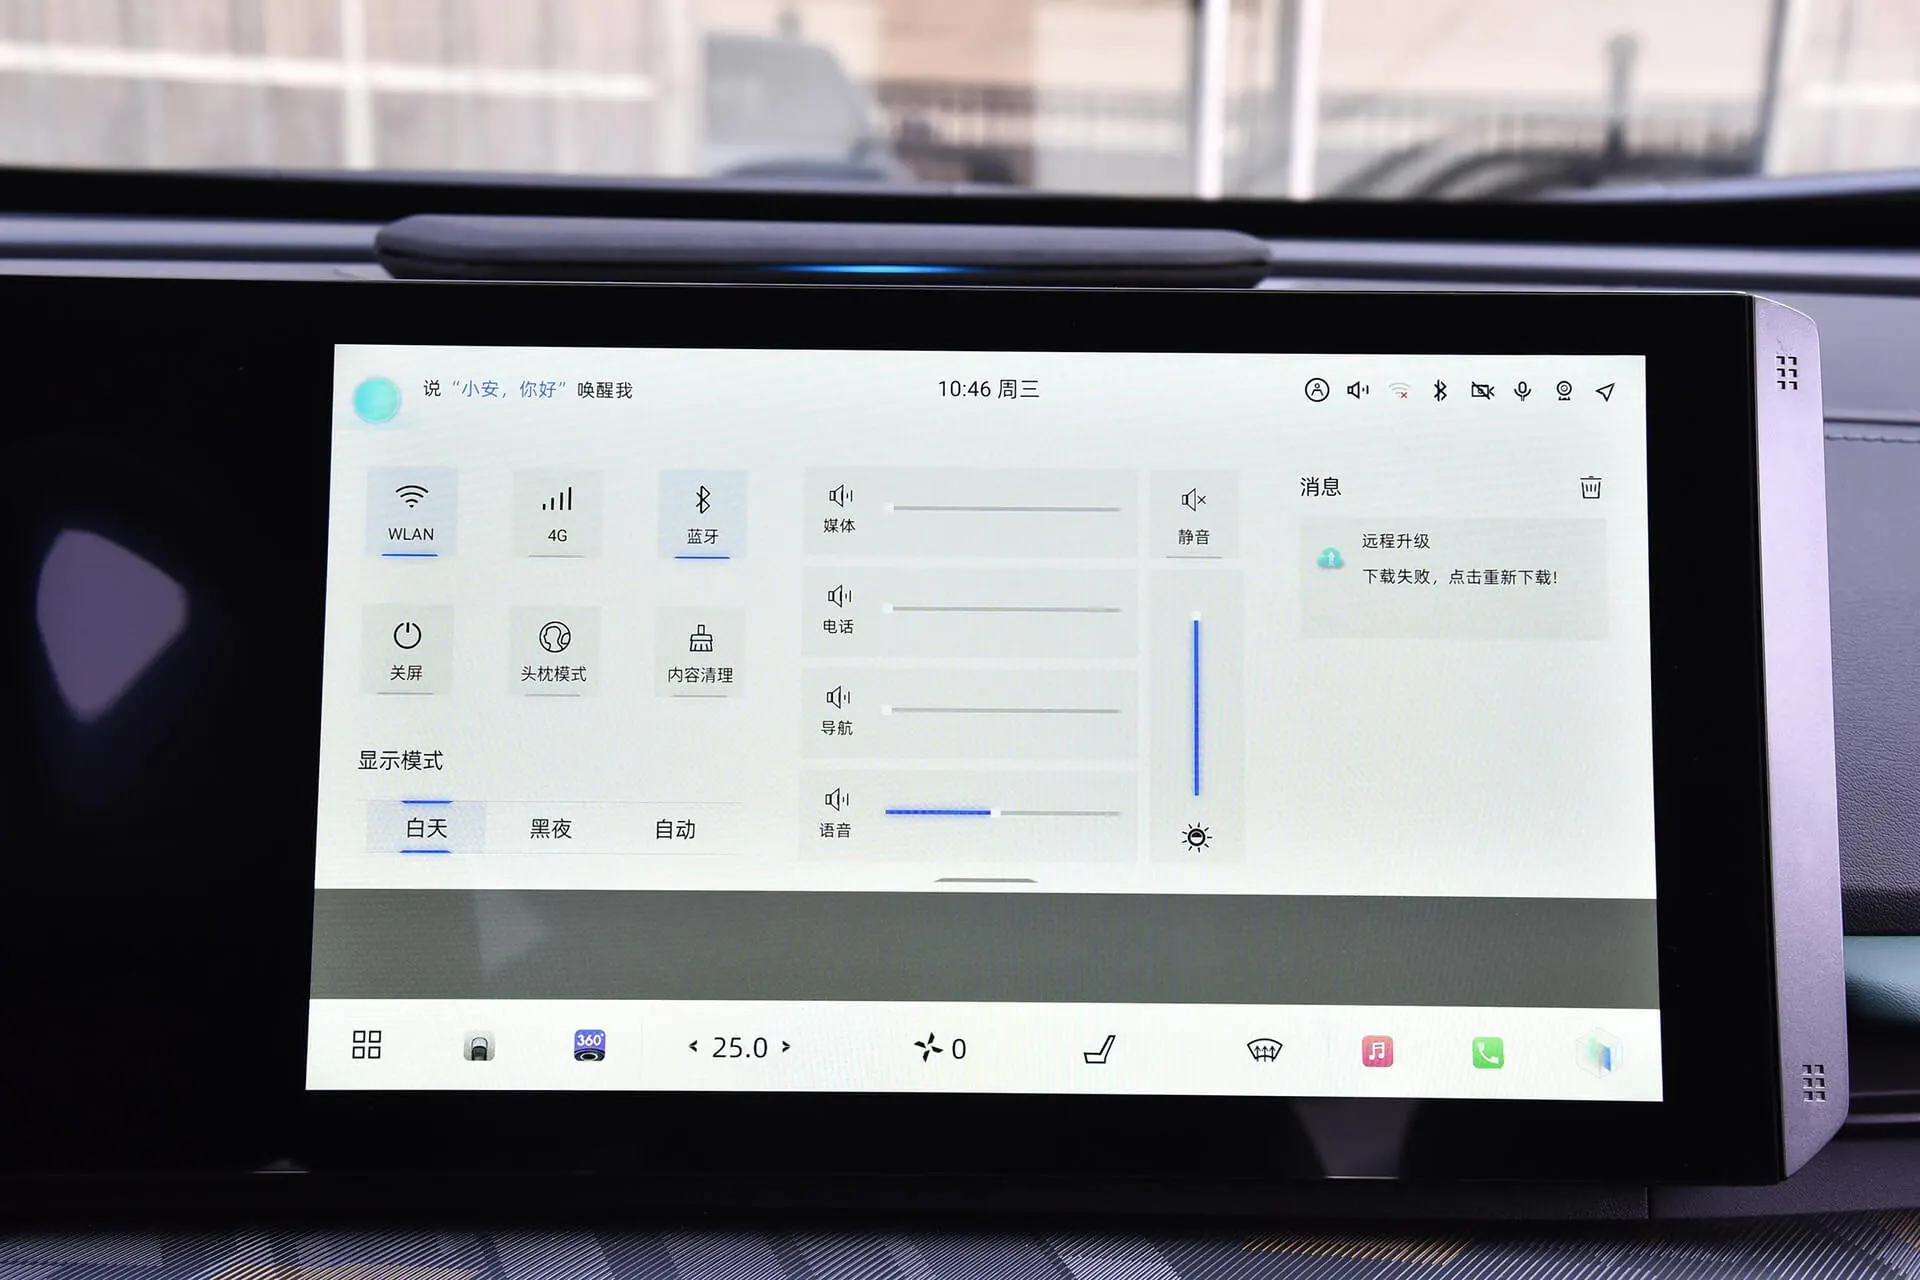 说“小安，你好”唤醒我
10:46 周三
WLAN
4G
蓝牙
关屏
头枕模式
内容清理
显示模式
白天
黑夜
自动
媒体
电话
导航
语音
静音
消息
远程升级
下载失败，点击重新下载!
360°
< 25.0 >
0